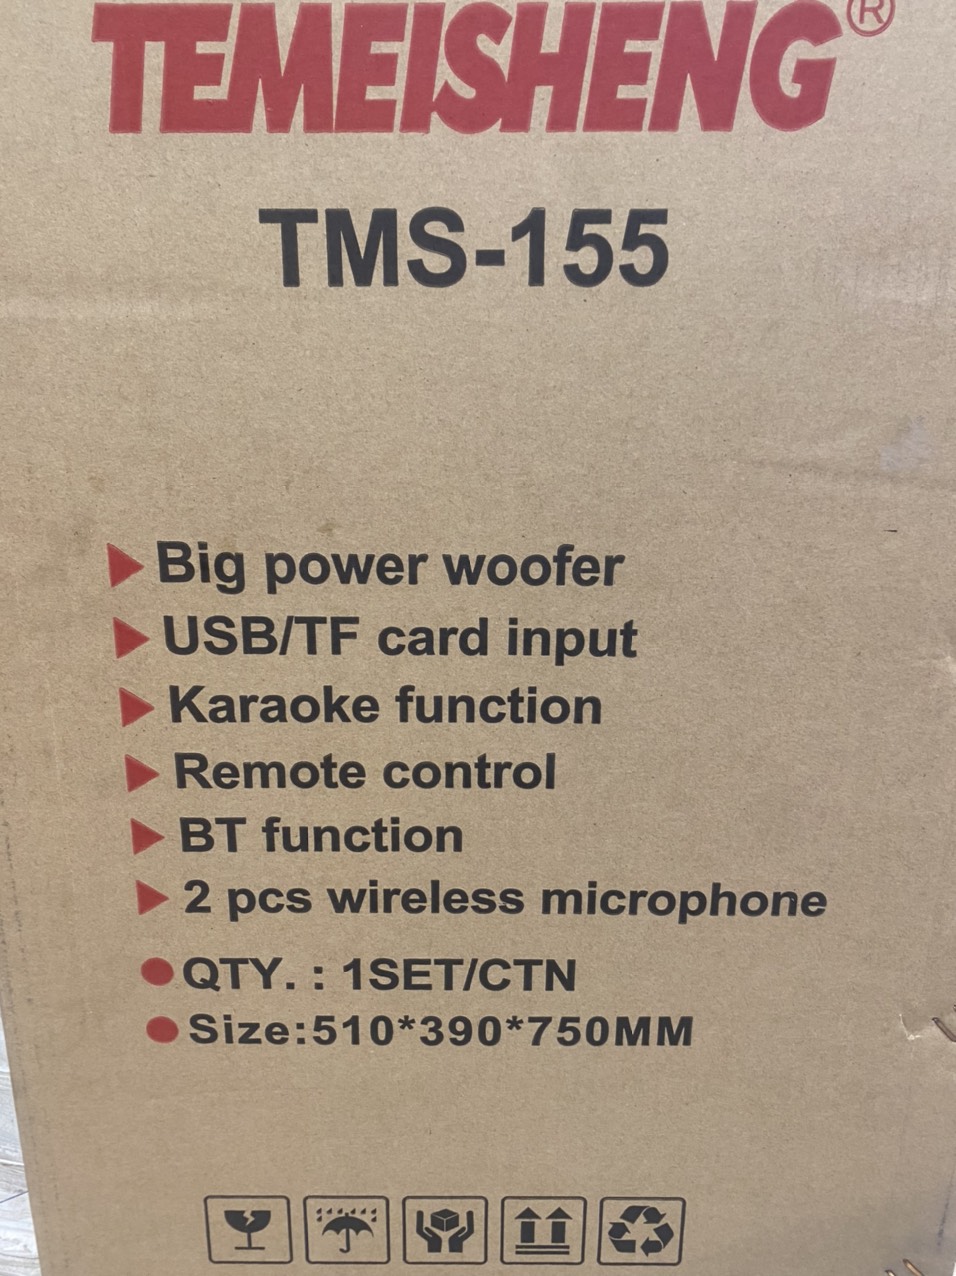 TEMEISHENG®
TMS-155
Big power woofer
USB/TF card input
Karaoke function
Remote control
BT function
2 pcs wireless microphone
QTY. : 1SET/CTN
Size:510*390*750MM